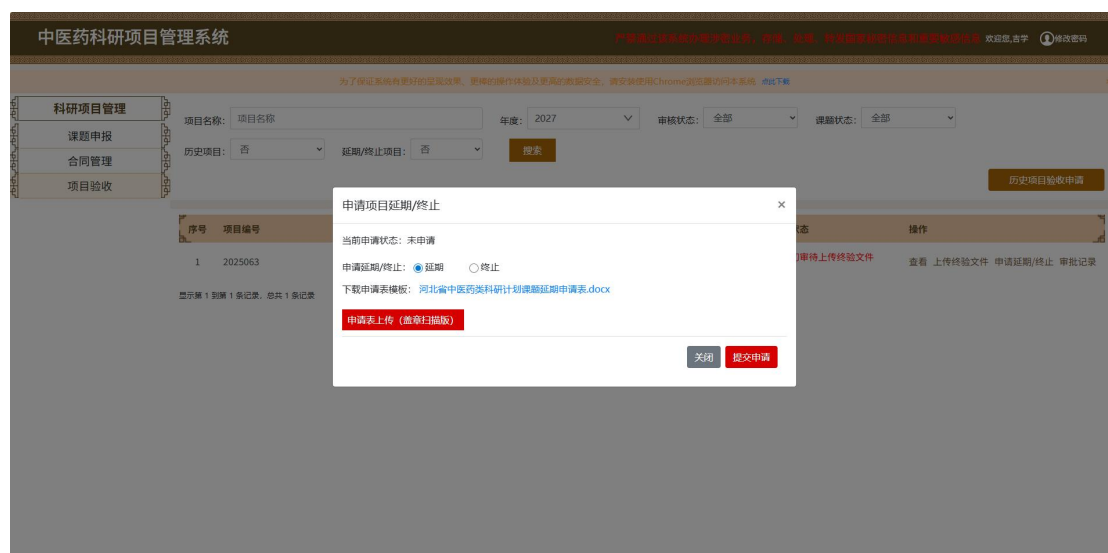 中医药科研项目管理系统
欢迎您,吉学 修改密码
为了保证系统有更好的呈现效果、更棒的操作体验及更高的数据安全，请安装使用Chrome浏览器访问本系统 点此下载
科研项目管理
课题申报
合同管理
项目验收
项目名称: 项目名称 年度: 2027 审核状态: 全部 课题状态: 全部
历史项目: 否 延期/终止项目: 否 搜索
历史项目验收申请
序号 项目编号 操作
1 2025063 审待上传终验文件 查看 上传终验文件 申请延期/终止 审批记录
显示第 1 到第 1 条记录，总共 1 条记录
申请项目延期/终止 ×
当前申请状态：未申请
申请延期/终止: 延期 终止
下载申请表模板: 河北省中医药类科研计划课题延期申请表.docx
申请表上传（盖章扫描版）
关闭 提交申请